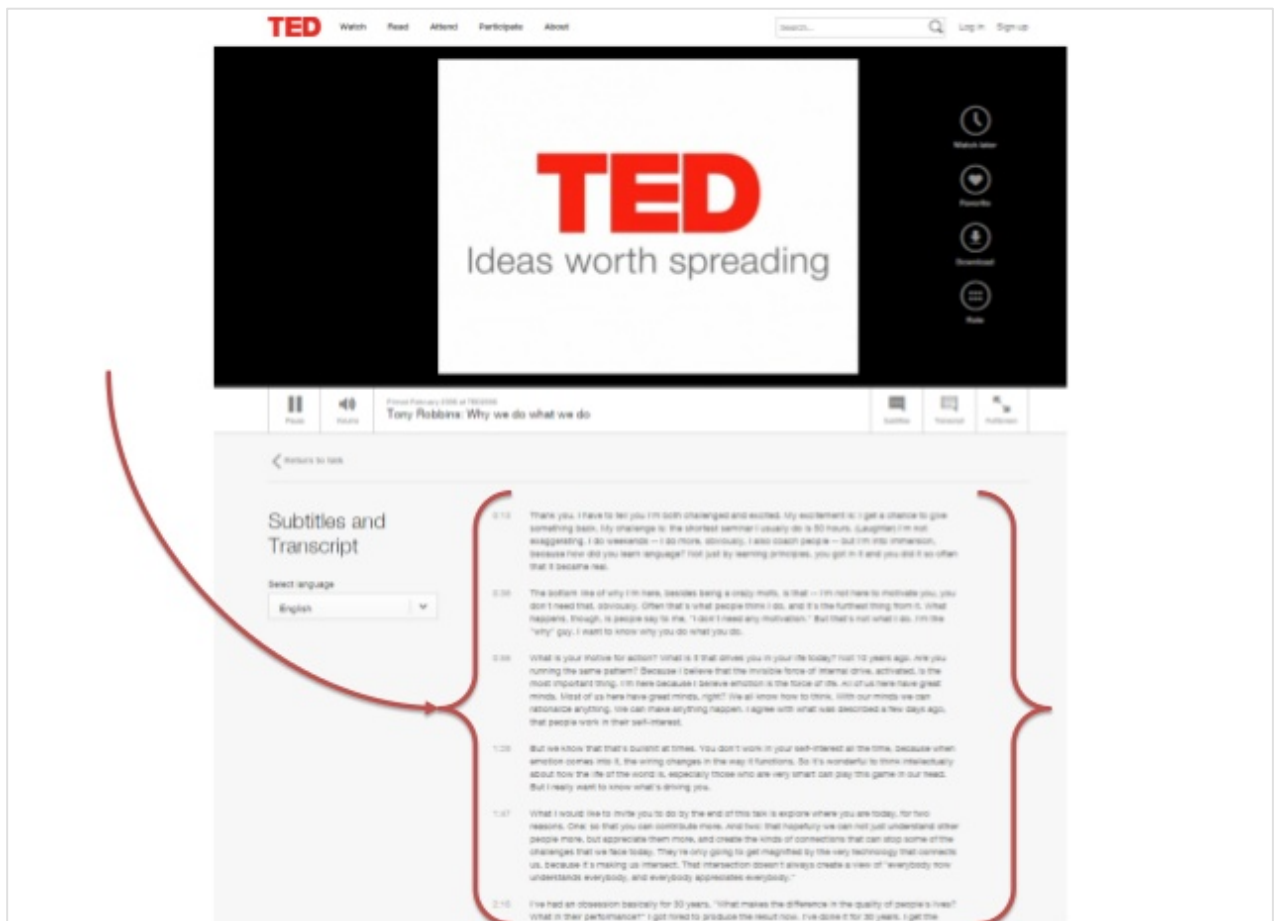 TED Watch Read Attend Participate About Search... Log in Sign up
TED
Ideas worth spreading
Watch later
Favorite
Download
Rate
Pause Volume Filmed February 2006 at TED2006 Subtitles Transcript Fullscreen
Tony Robbins: Why we do what we do
Return to talk
Subtitles and
Transcript
Select language
English
0:12 Thank you. I have to tell you I'm both challenged and excited. My excitement is: I get a chance to give
something back. My challenge is: the shortest seminar I usually do is 50 hours. (Laughter) I'm not
exaggerating. I do weekends — I do more, obviously, I also coach people — but I'm into immersion,
because how did you learn language? Not just by learning principles, you got in it and you did it so often
that it became real.
The bottom line of why I'm here, besides being a crazy mofo, is that — I'm not here to motivate you, you
don't need that, obviously. Often that's what people think I do, and it's the furthest thing from it. What
happens, though, is people say to me, "I don't need any motivation." But that's not what I do. I'm the
"why" guy. I want to know why you do what you do.
What is your motive for action? What is it that drives you in your life today? Not 10 years ago. Are you
running the same pattern? Because I believe that the invisible force of internal drive, activated, is the
most important thing. I'm here because I believe emotion is the force of life. All of us here have great
minds. Most of us here have great minds, right? We all know how to think. With our minds we can
rationalize anything. We can make anything happen. I agree with what was described a few days ago,
that people work in their self-interest.
But we know that that's bullshit at times. You don't work in your self-interest all the time, because when
emotion comes into it, the wiring changes in the way it functions. So it's wonderful to think intellectually
about how the life of the world is, especially those who are very smart can play this game in our head.
But I really want to know what's driving you.
1:47 What I would like to invite you to do by the end of this talk is explore where you are today, for two
reasons. One: so that you can contribute more. And two: that hopefully we can not just understand other
people more, but appreciate them more, and create the kinds of connections that can stop some of the
challenges that we face today. They're only going to get magnified by the very technology that connects
us, because it's making us intersect. That intersection doesn't always create a view of "everybody now
understands everybody, and everybody appreciates everybody."
2:16 I've had an obsession basically for 30 years, "What makes the difference in the quality of people's lives?
What in their performance?" I got hired to produce the result now. I've done it for 30 years. I get the